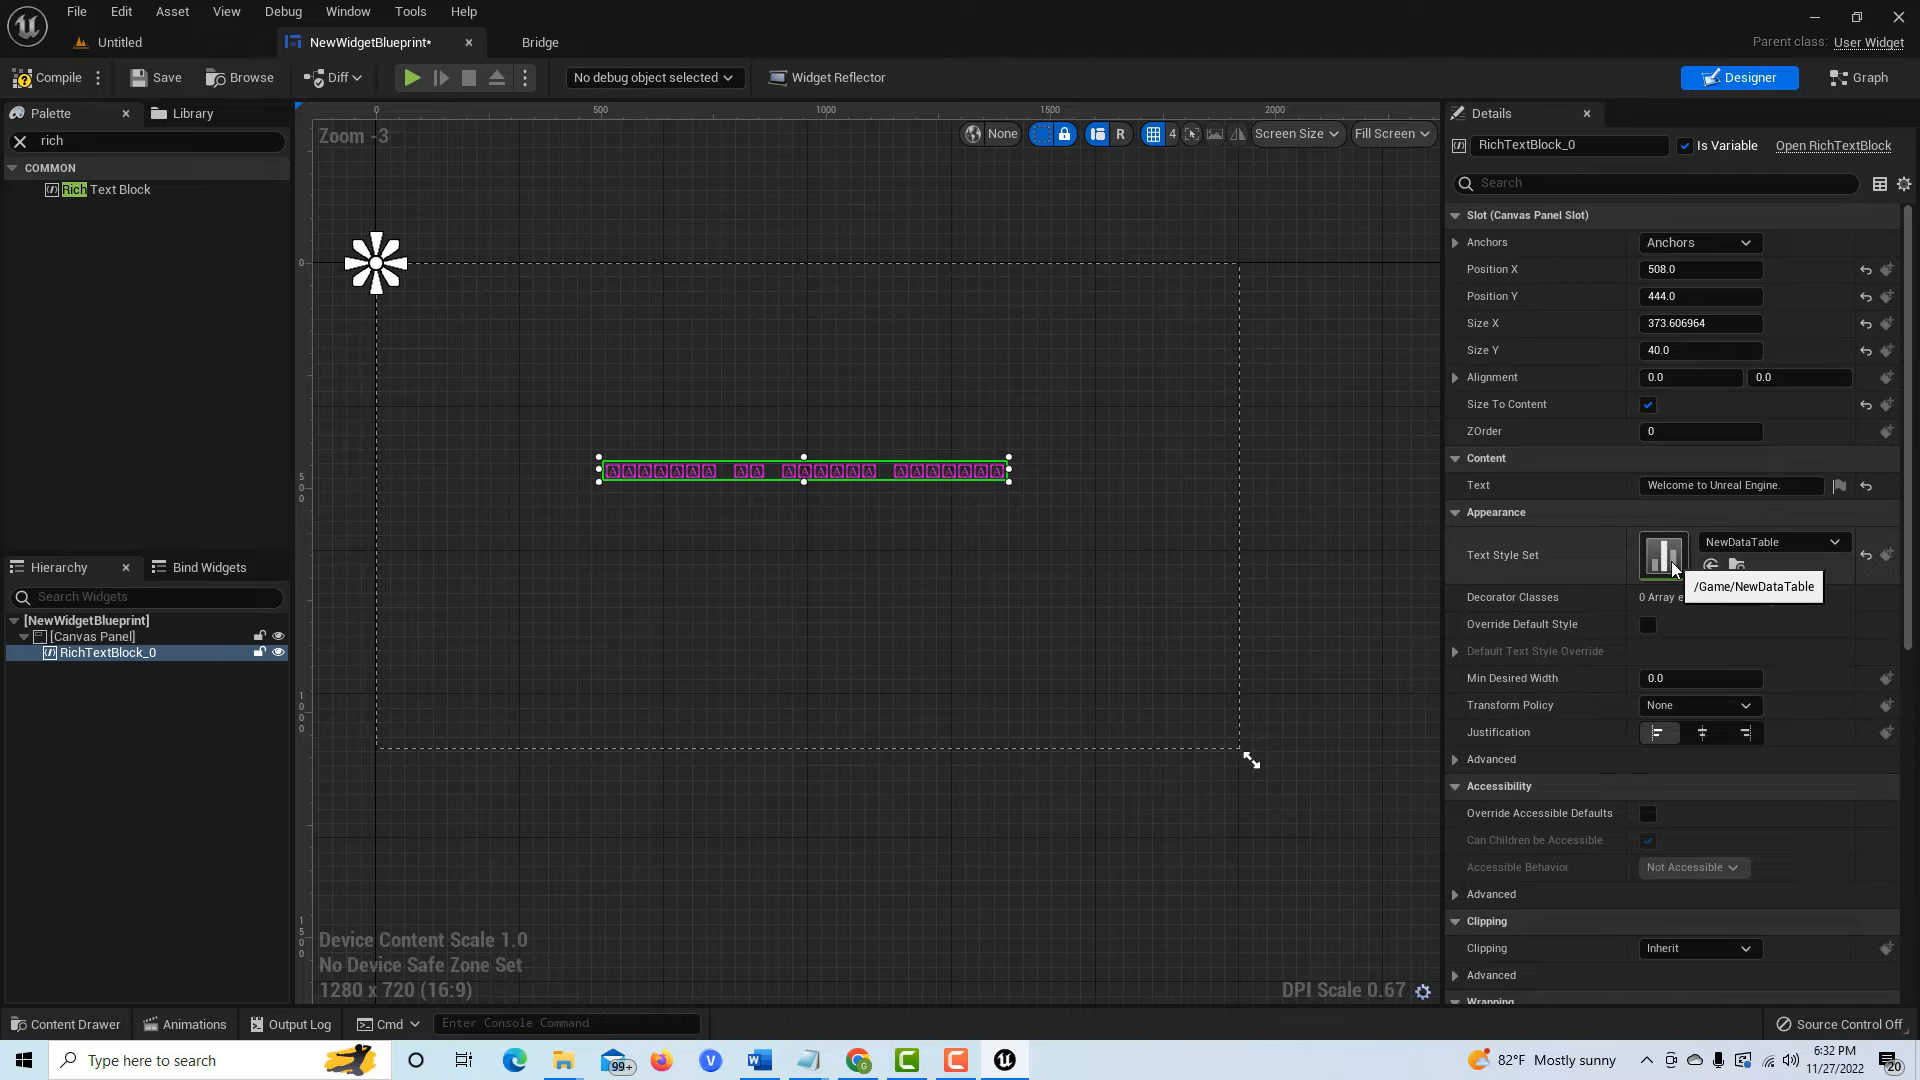 File Edit Asset View Debug Window Tools Help
Untitled NewWidgetBlueprint* Bridge Parent class: User Widget
Compile Save Browse Diff No debug object selected Widget Reflector Designer Graph
Palette Library
rich
COMMON
Rich Text Block
0 500 1000 1500 2000
Zoom -3 None R 4 Screen Size Fill Screen
0
500
1000
1500
Device Content Scale 1.0
No Device Safe Zone Set
1280 x 720 (16:9) DPI Scale 0.67
Hierarchy Bind Widgets
Search Widgets
[NewWidgetBlueprint]
[Canvas Panel]
RichTextBlock_0
Details
RichTextBlock_0 Is Variable Open RichTextBlock
Search
Slot (Canvas Panel Slot)
Anchors Anchors
Position X 508.0
Position Y 444.0
Size X 373.606964
Size Y 40.0
Alignment 0.0 0.0
Size To Content
ZOrder 0
Content
Text Welcome to Unreal Engine.
Appearance
Text Style Set NewDataTable
/Game/NewDataTable
Decorator Classes 0 Array
Override Default Style
Default Text Style Override
Min Desired Width 0.0
Transform Policy None
Justification
Advanced
Accessibility
Override Accessible Defaults
Can Children be Accessible
Accessible Behavior Not Accessible
Advanced
Clipping
Clipping Inherit
Advanced
Wrapping
Content Drawer Animations Output Log Cmd Enter Console Command Source Control Off
Type here to search 99+ 82°F Mostly sunny 6:32 PM
11/27/2022 20